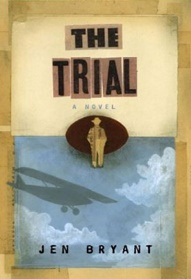 THE
TRIAL
A NOVEL
JEN BRYANT